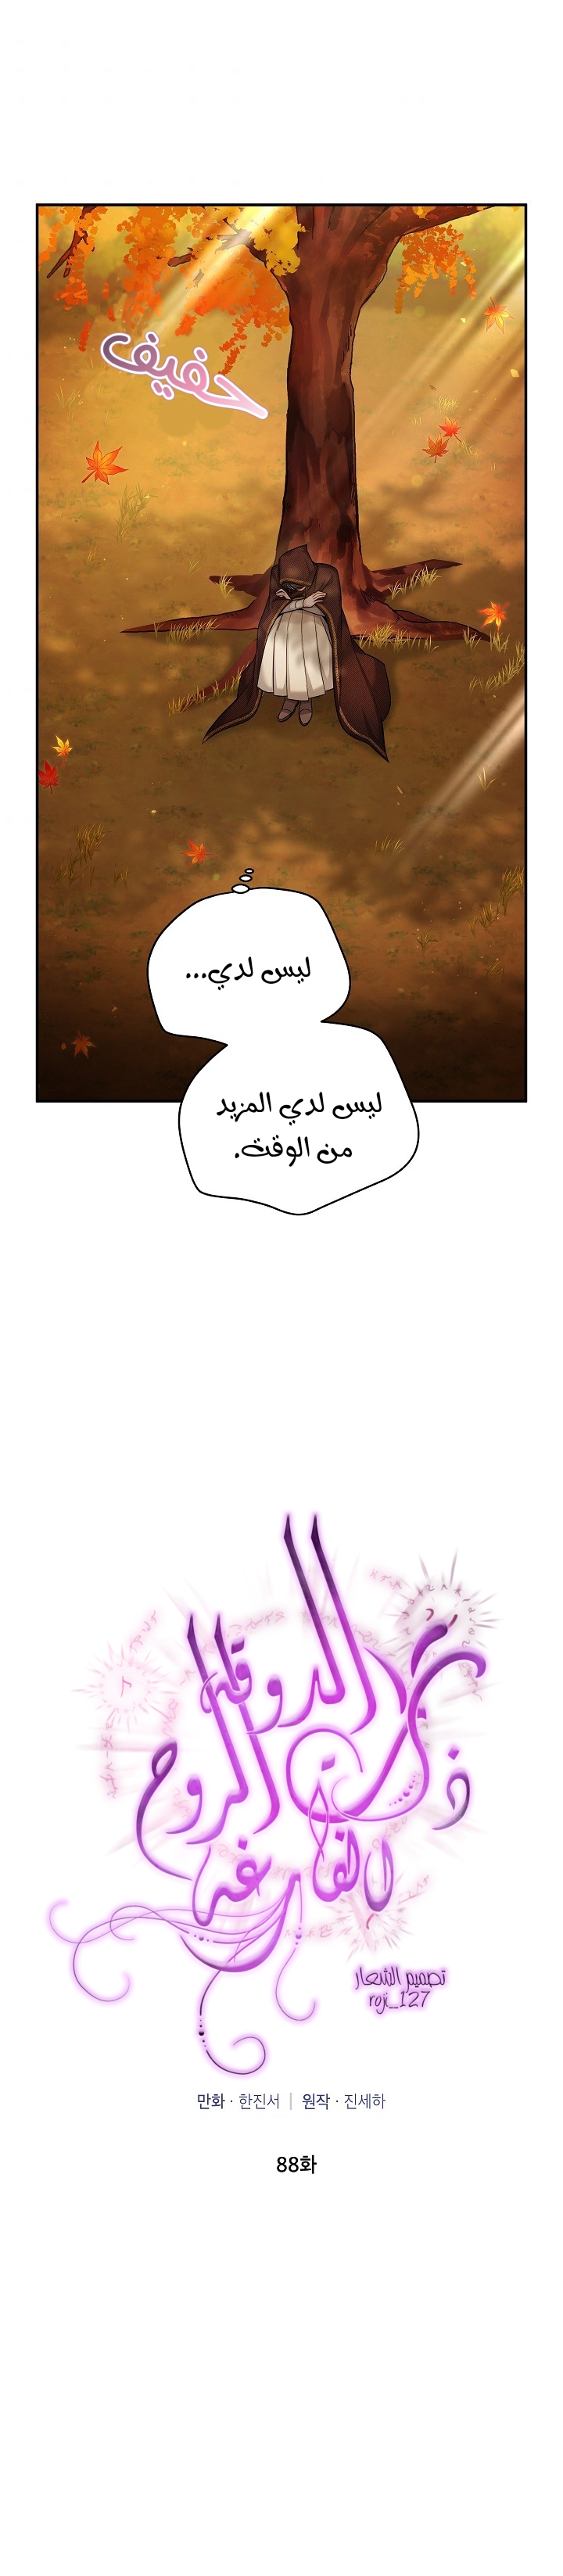 حفيف
ليس لدي...
ليس لدي المزيد
من الوقت.
الدوقة
ذات الروح
الفارغة
تصميم الشعار
roji_127
만화 · 한진서 | 원작 · 진세하
88화